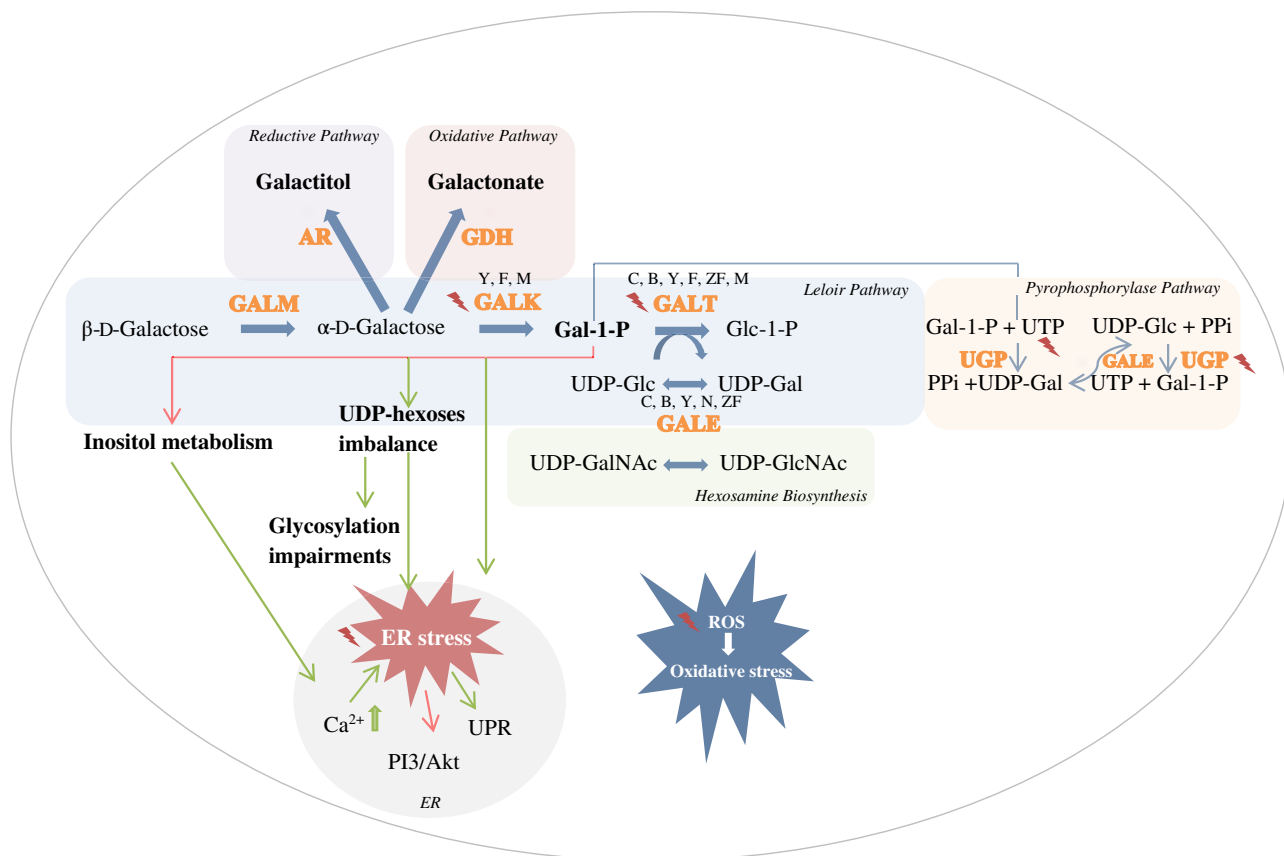 Reductive Pathway
Oxidative Pathway
Galactitol
Galactonate
AR
GDH
Y, F, M
C, B, Y, F, ZF, M
Leloir Pathway
Pyrophosphorylase Pathway
GALM
GALK
GALT
β-D-Galactose
α-D-Galactose
Gal-1-P
Glc-1-P
Gal-1-P + UTP
UDP-Glc + PPi
UGP
GALE
UGP
UDP-Glc
UDP-Gal
PPi +UDP-Gal
UTP + Gal-1-P
C, B, Y, N, ZF
GALE
Inositol metabolism
UDP-hexoses
imbalance
UDP-GalNAc
UDP-GlcNAc
Hexosamine Biosynthesis
Glycosylation
impairments
ER stress
ROS
Oxidative stress
Ca²⁺
UPR
PI3/Akt
ER